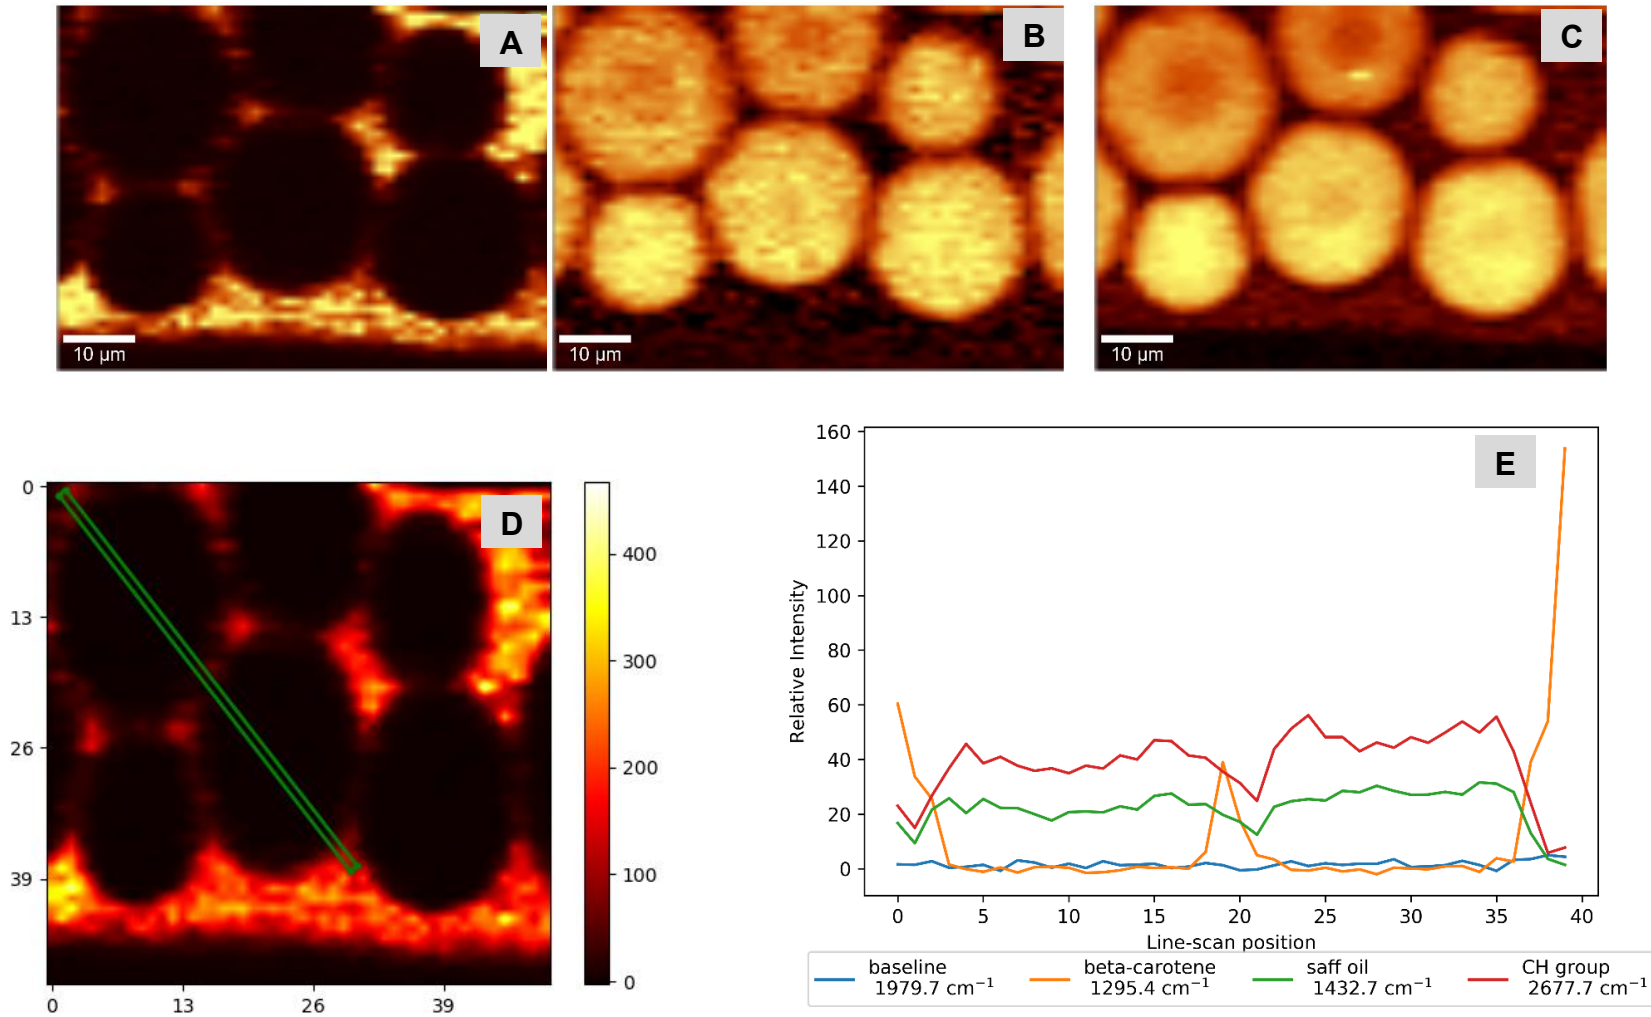 A
B
C
10 µm
10 µm
10 µm
D
0
13
26
39
0
13
26
39
400
300
200
100
0
E
160
140
120
100
80
60
40
20
0
Relative Intensity
0
5
10
15
20
25
30
35
40
Line-scan position
baseline
1979.7 cm⁻¹
beta-carotene
1295.4 cm⁻¹
saff oil
1432.7 cm⁻¹
CH group
2677.7 cm⁻¹